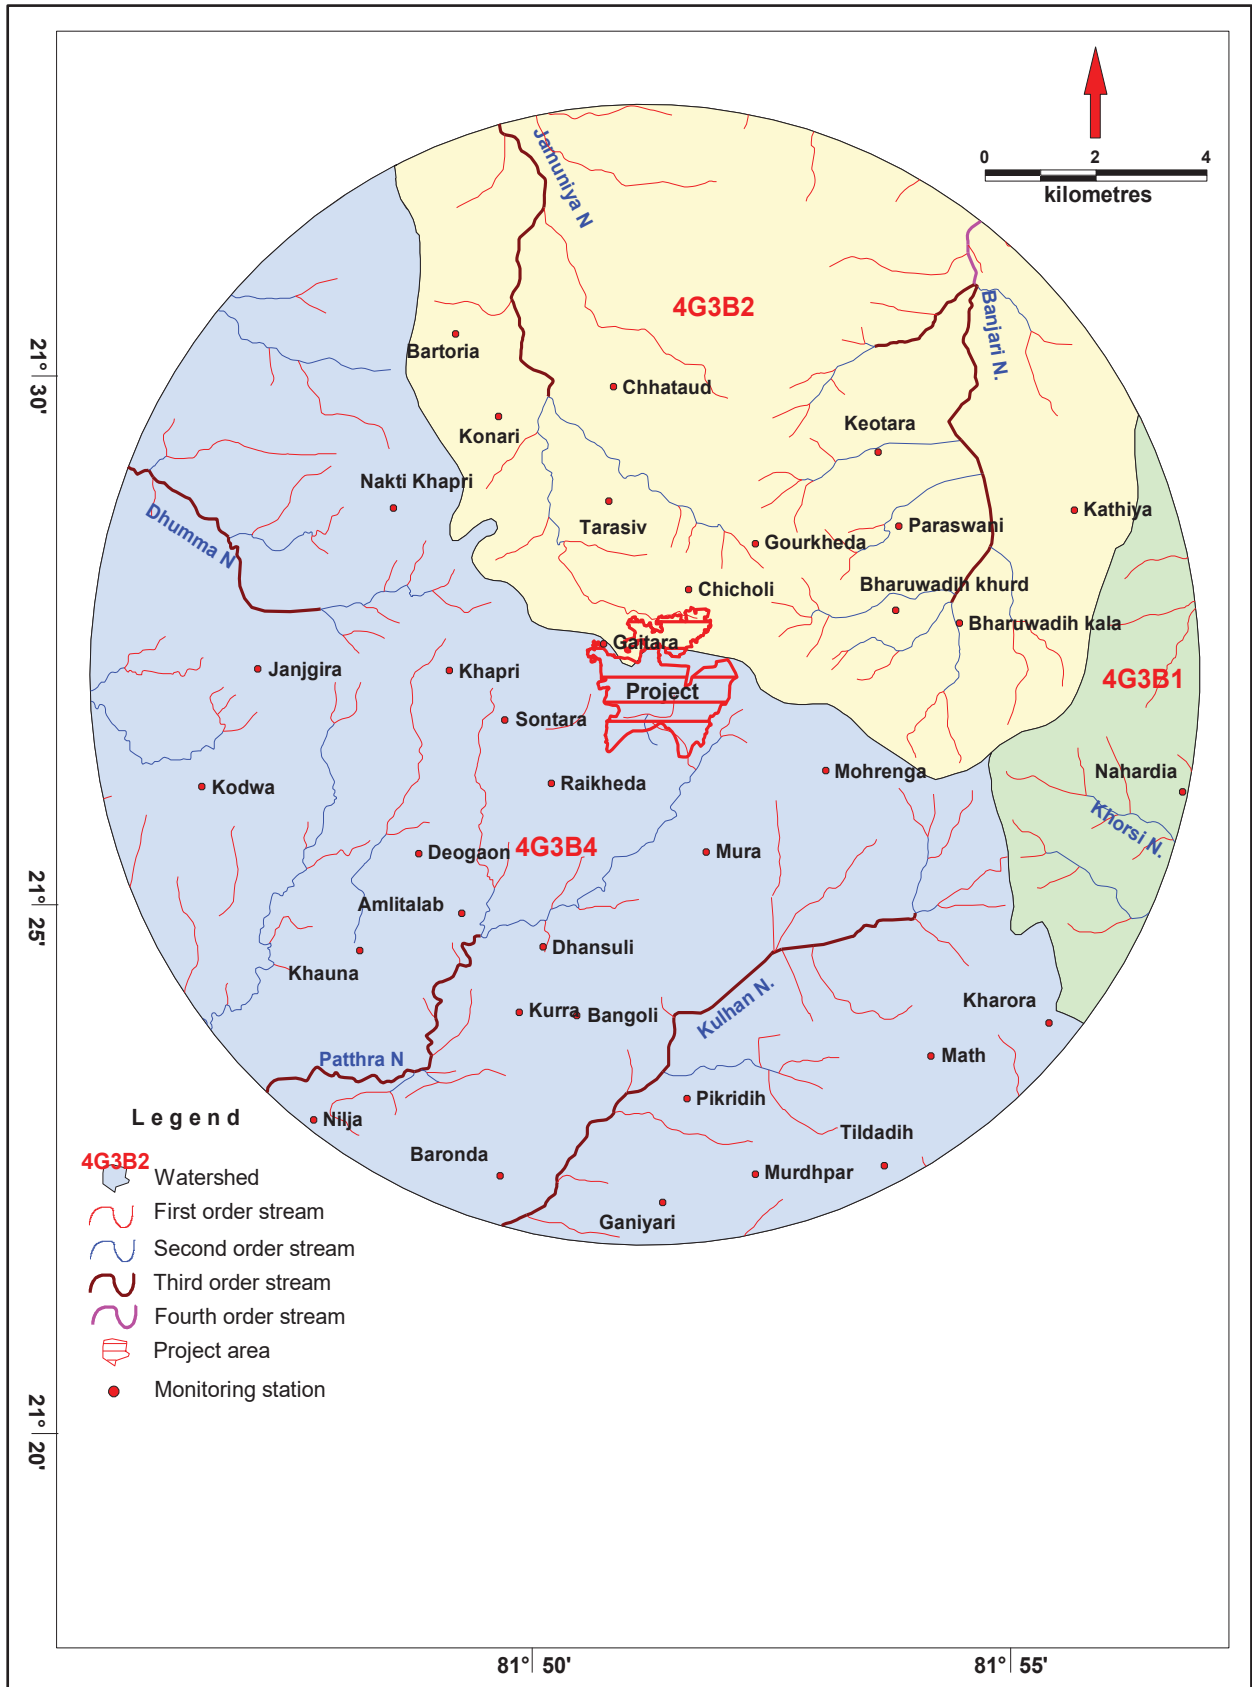 0 2 4
kilometres
Jamuniya N
4G3B2
Banjari N.
21° 30'
Bartoria
Chhataud
Keotara
Konari
Nakti Khapri
Kathiya
Dhumma N
Tarasiv
Paraswani
Gourkheda
Bharuwadih khurd
Chicholi
Bharuwadih kala
Gaitara
Janjgira
Khapri
4G3B1
Project
Sontara
Mohrenga
Nahardia
Kodwa
Raikheda
Khorsi N.
4G3B4
Deogaon
Mura
21° 25'
Amlitalab
Dhansuli
Khauna
Kharora
Kulhan N.
Kurra
Bangoli
Math
Patthra N
Pikridih
Legend
Nilja
Tildadih
Baronda
4G3B2
Murdhpar
Watershed
First order stream
Ganiyari
Second order stream
Third order stream
Fourth order stream
Project area
Monitoring station
21° 20'
81° 50'
81° 55'